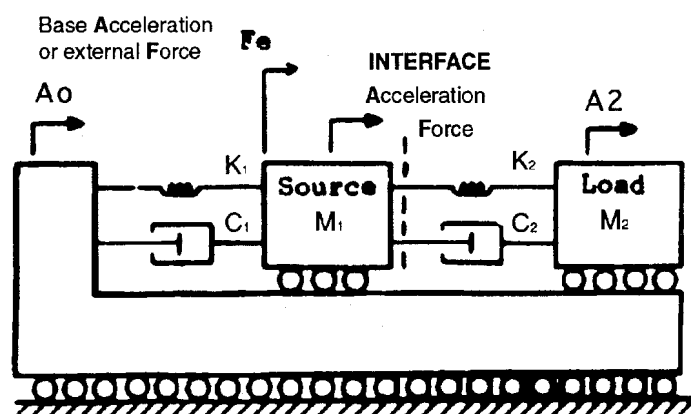 Base Acceleration
or external Force
Fe
INTERFACE
Acceleration
Force
Ao
A2
K₁
Source
M₁
C₁
K₂
Load
M₂
C₂